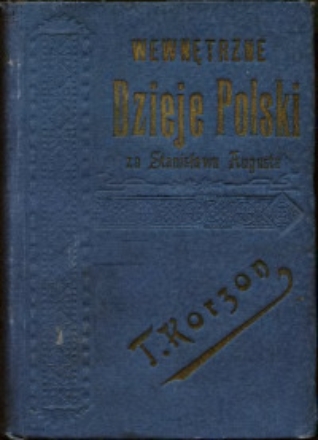 WEWNĘTRZNE
Dzieje Polski
za Stanisława Augusta
T. Korzon